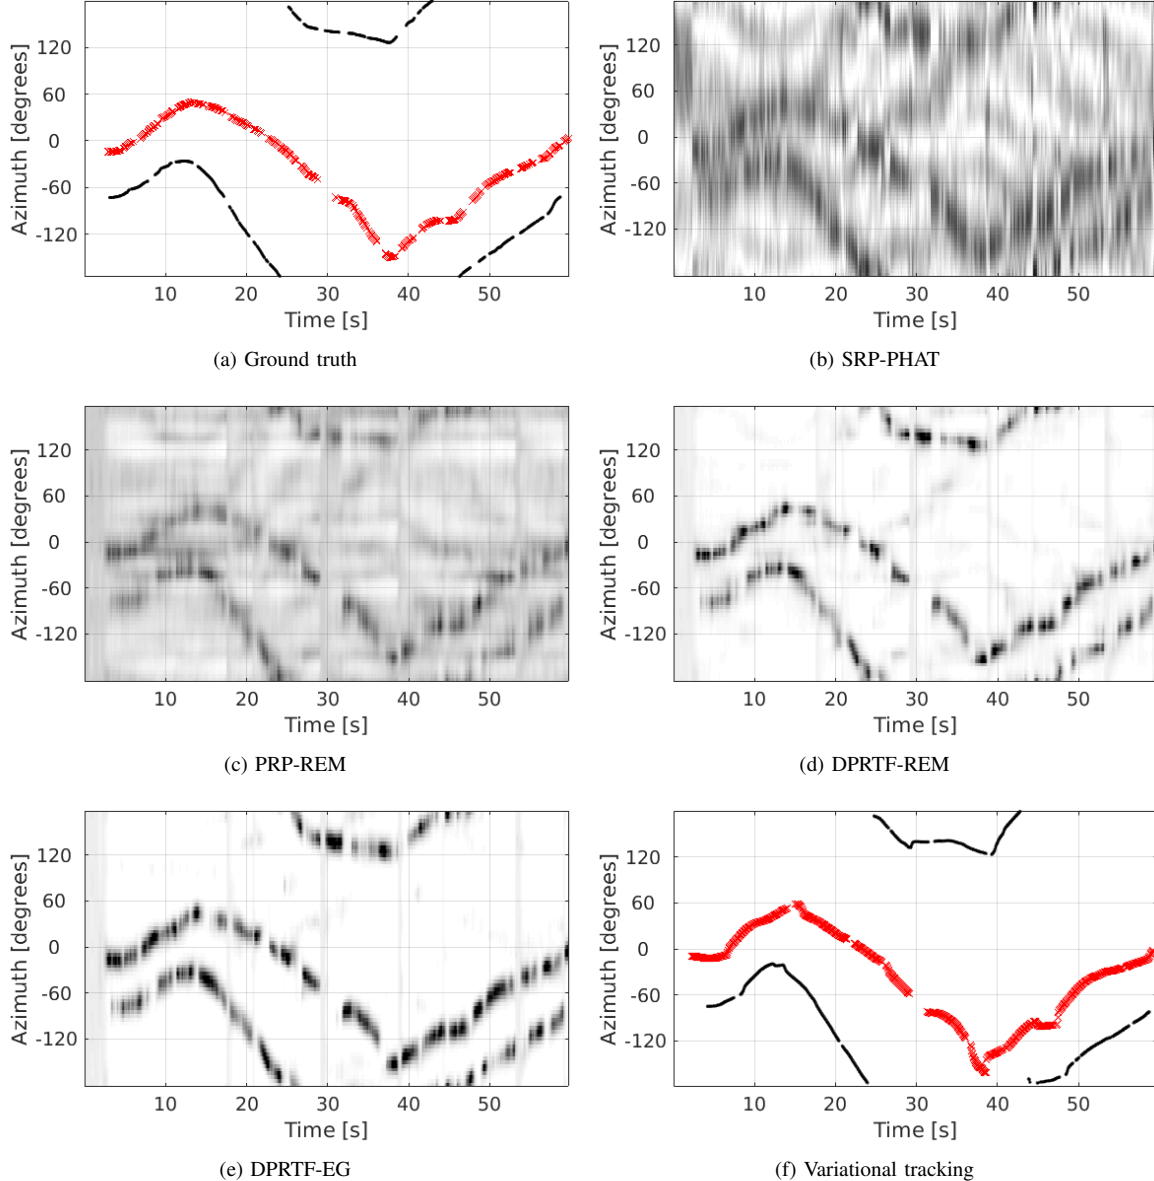 Azimuth [degrees]
120
60
0
-60
-120
10 20 30 40 50
Time [s]
(a) Ground truth
Azimuth [degrees]
120
60
0
-60
-120
10 20 30 40 50
Time [s]
(b) SRP-PHAT
Azimuth [degrees]
120
60
0
-60
-120
10 20 30 40 50
Time [s]
(c) PRP-REM
Azimuth [degrees]
120
60
0
-60
-120
10 20 30 40 50
Time [s]
(d) DPRTF-REM
Azimuth [degrees]
120
60
0
-60
-120
10 20 30 40 50
Time [s]
(e) DPRTF-EG
Azimuth [degrees]
120
60
0
-60
-120
10 20 30 40 50
Time [s]
(f) Variational tracking